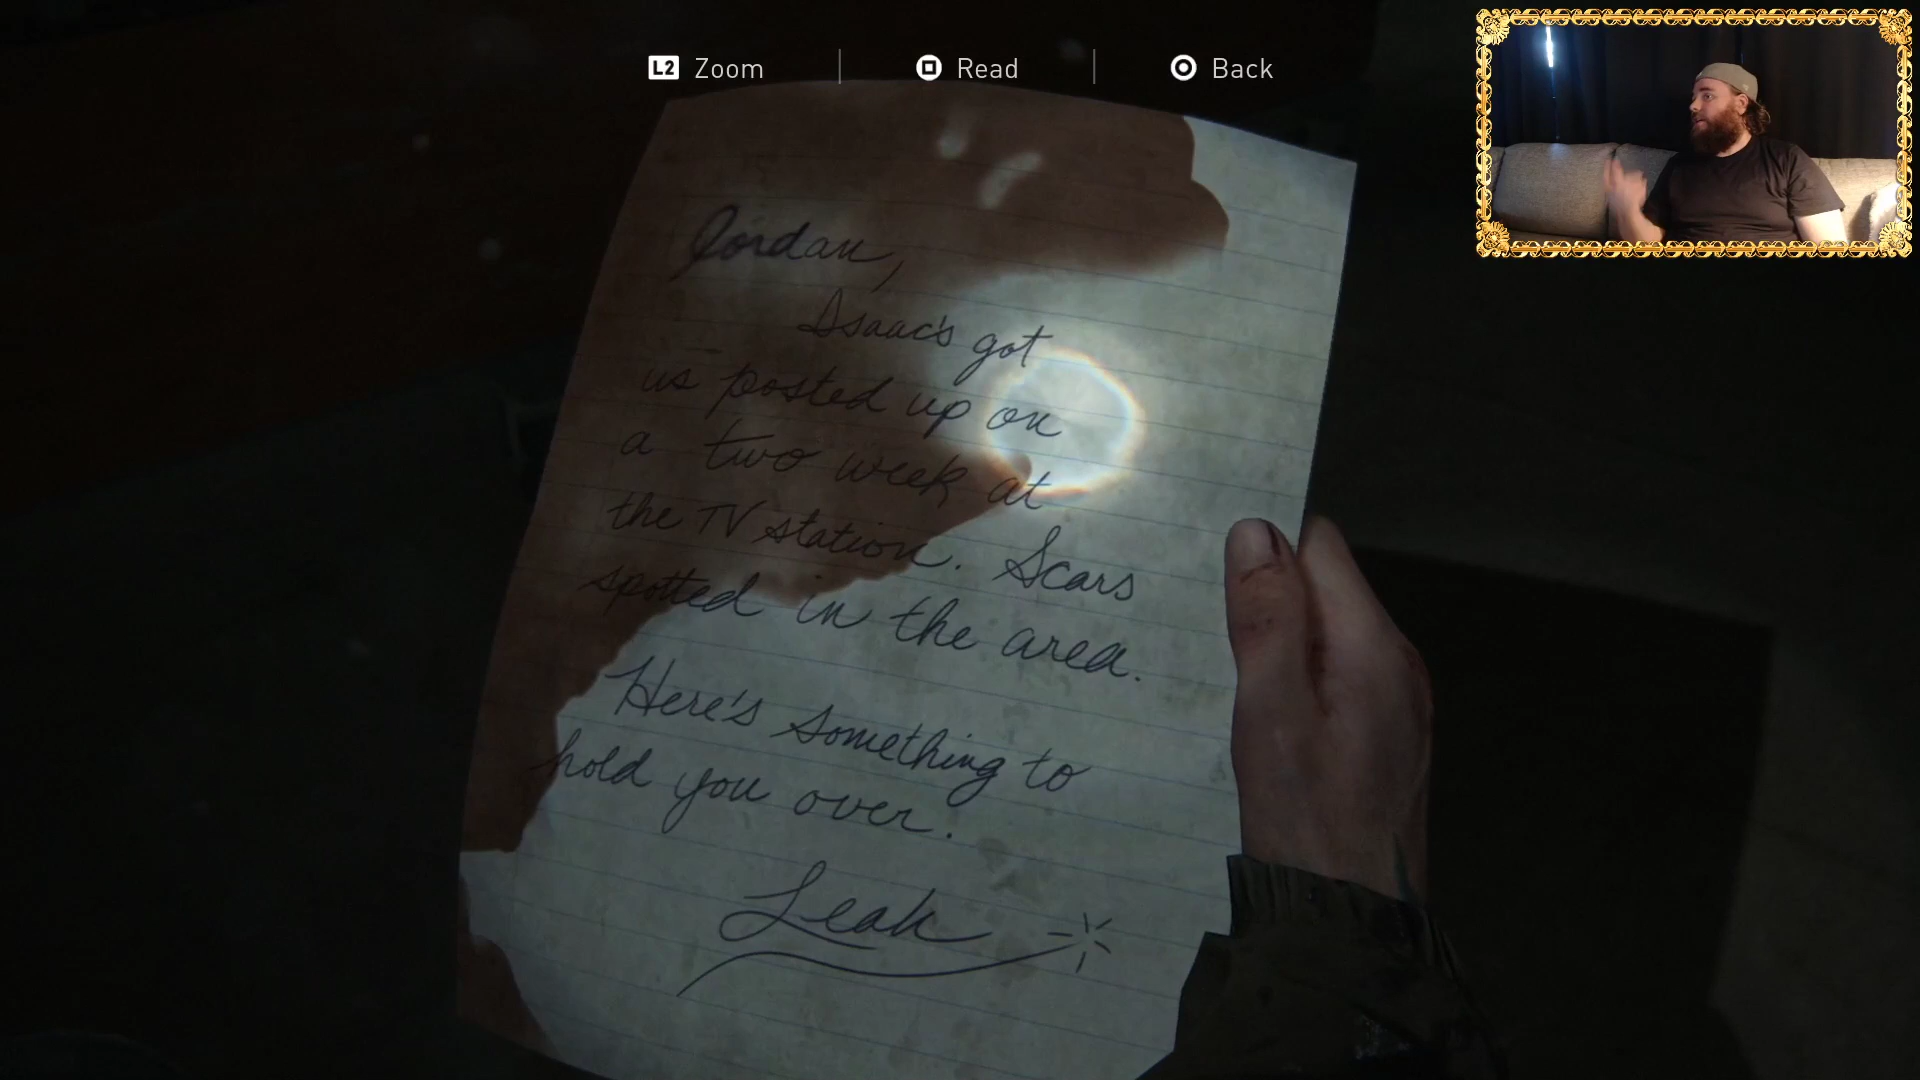 L2 Zoom | Read | Back
Jordan,
Isaac's got
us posted up on
a two week at
the TV station. Scars
spotted in the area.
Here's something to
hold you over.
Leah